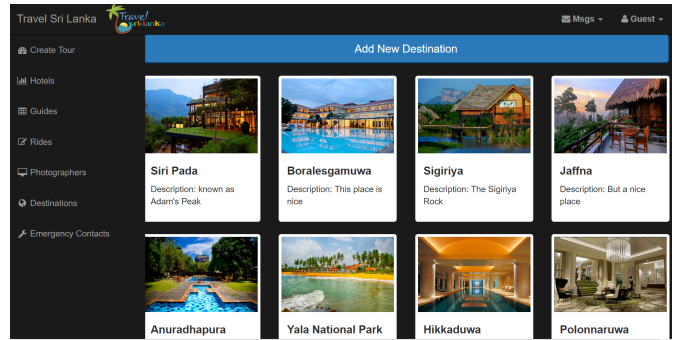 Travel Sri Lanka
Travel
srilanka
Msgs
Guest
Create Tour
Hotels
Guides
Rides
Photographers
Destinations
Emergency Contacts
Add New Destination
Siri Pada
Description: known as
Adam's Peak
Boralesgamuwa
Description: This place is
nice
Sigiriya
Description: The Sigiriya
Rock
Jaffna
Description: But a nice
place
Anuradhapura
Yala National Park
Hikkaduwa
Polonnaruwa